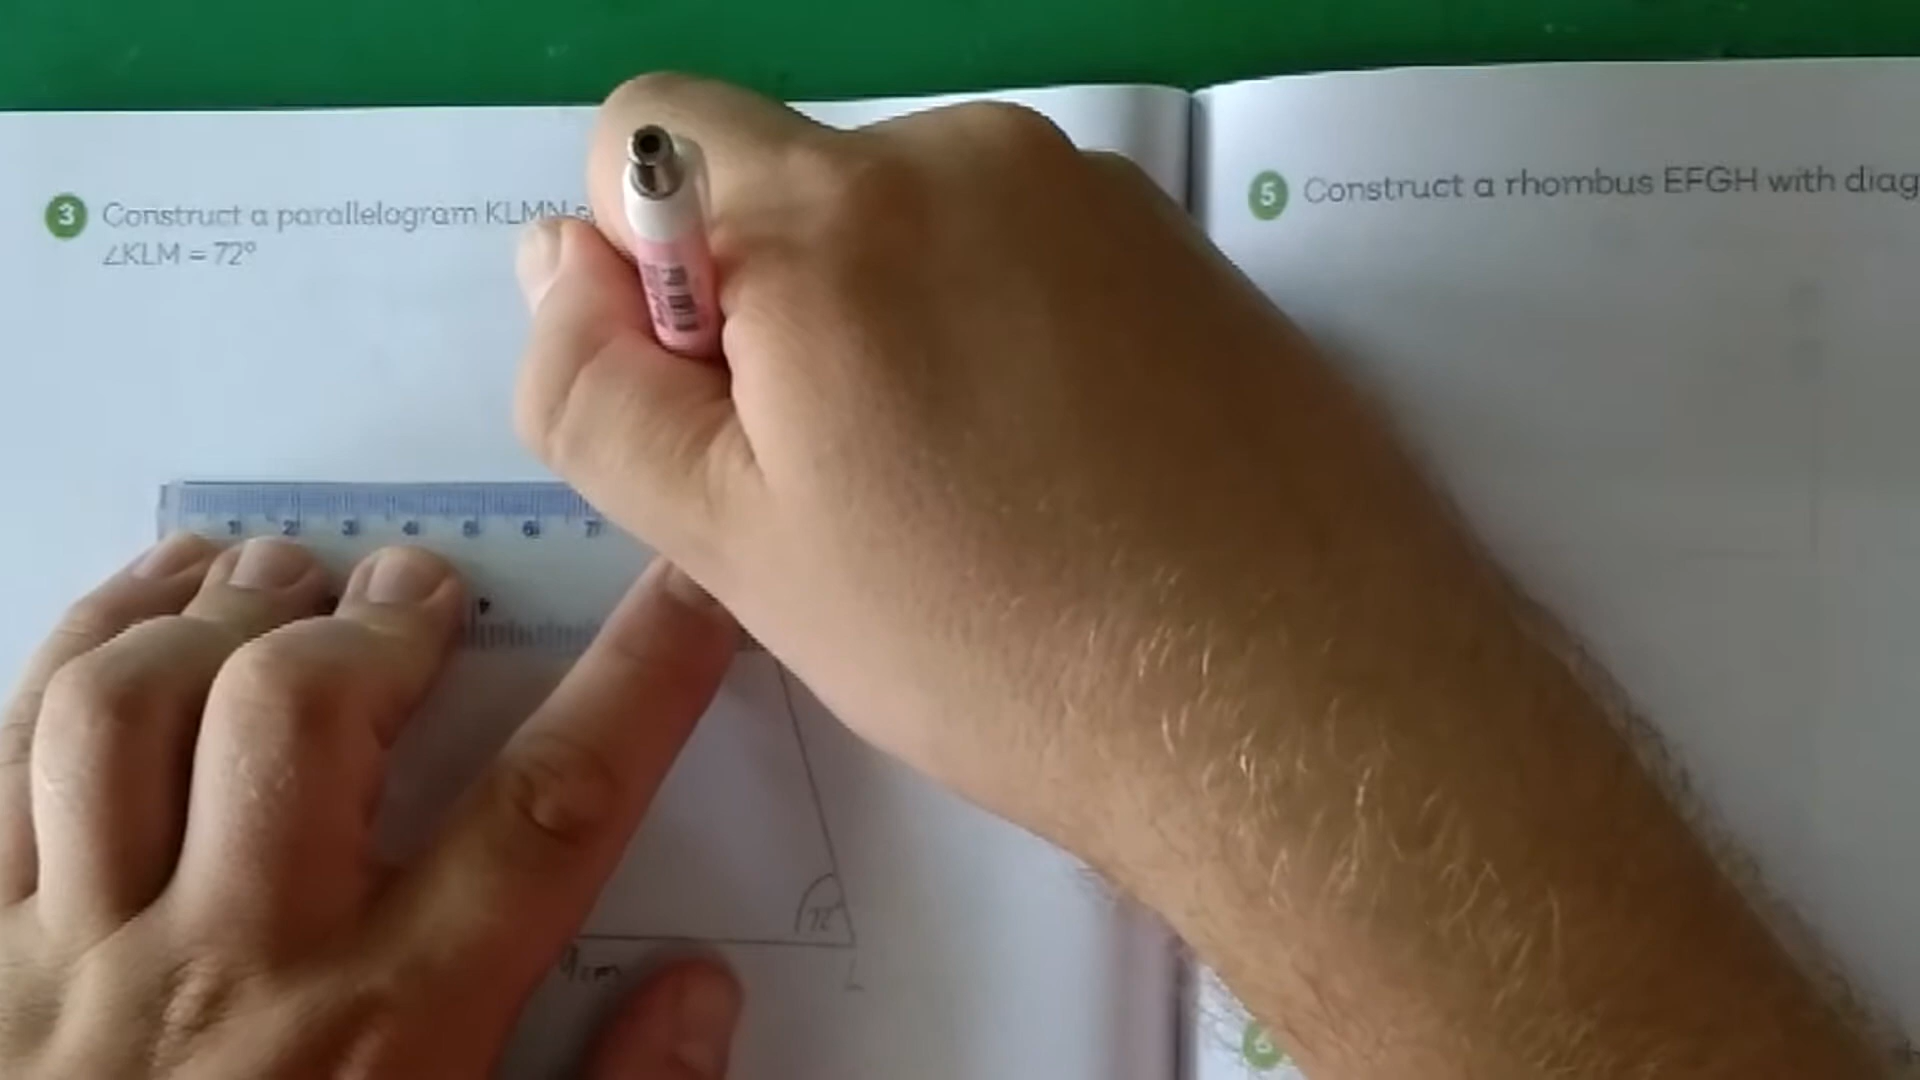 3 Construct a parallelogram KLMN
∠KLM = 72°
1 2 3 4 5 6 7
72°
9cm
L
5 Construct a rhombus EFGH with diag